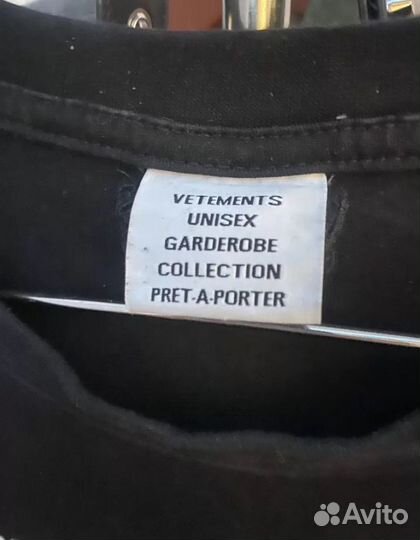 VETEMENTS
UNISEX
GARDEROBE
COLLECTION
PRET-A-PORTER
Avito